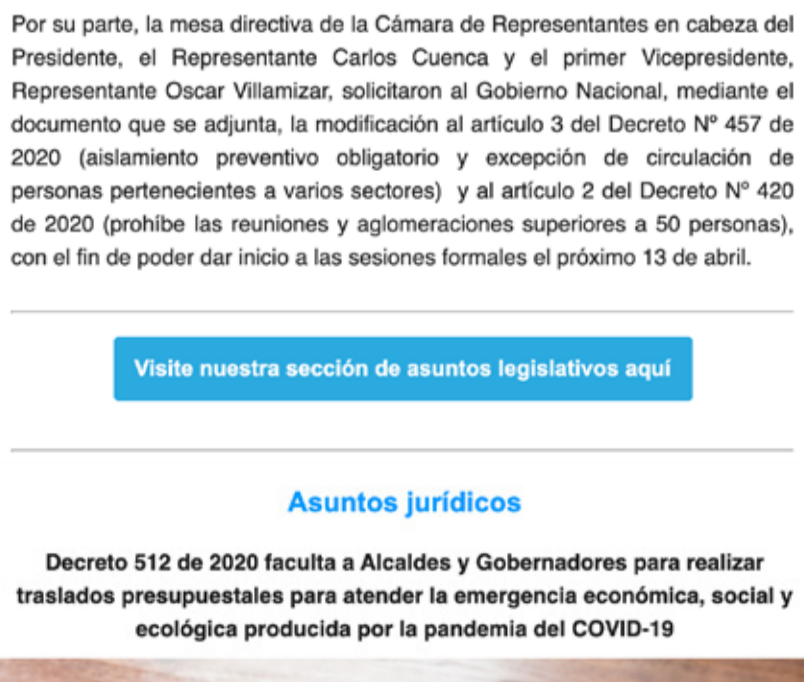 Por su parte, la mesa directiva de la Cámara de Representantes en cabeza del
Presidente, el Representante Carlos Cuenca y el primer Vicepresidente,
Representante Oscar Villamizar, solicitaron al Gobierno Nacional, mediante el
documento que se adjunta, la modificación al artículo 3 del Decreto Nº 457 de
2020 (aislamiento preventivo obligatorio y excepción de circulación de
personas pertenecientes a varios sectores) y al artículo 2 del Decreto Nº 420
de 2020 (prohíbe las reuniones y aglomeraciones superiores a 50 personas),
con el fin de poder dar inicio a las sesiones formales el próximo 13 de abril.
Visite nuestra sección de asuntos legislativos aquí
Asuntos jurídicos
Decreto 512 de 2020 faculta a Alcaldes y Gobernadores para realizar
traslados presupuestales para atender la emergencia económica, social y
ecológica producida por la pandemia del COVID-19